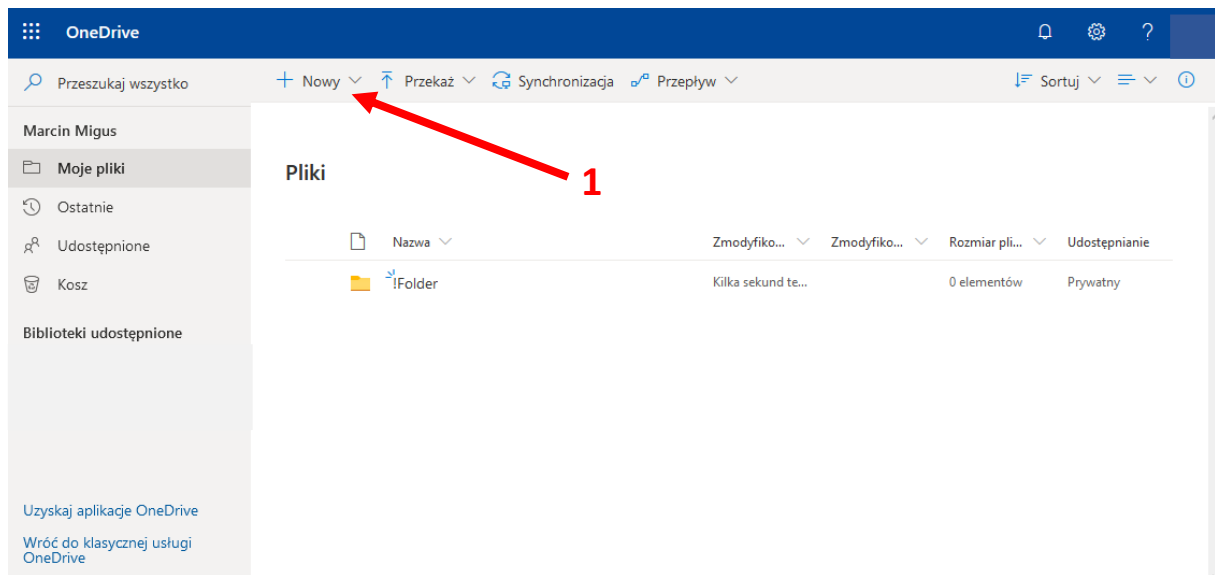 OneDrive
?
Przeszukaj wszystko
Nowy
Przekaż
Synchronizacja
Przepływ
Sortuj
Marcin Migus
Moje pliki
Ostatnie
Udostępnione
Kosz
Biblioteki udostępnione
Uzyskaj aplikacje OneDrive
Wróć do klasycznej usługi
OneDrive
1
Pliki
Nazwa
Zmodyfiko...
Zmodyfiko...
Rozmiar pli...
Udostępnianie
!Folder
Kilka sekund te...
0 elementów
Prywatny